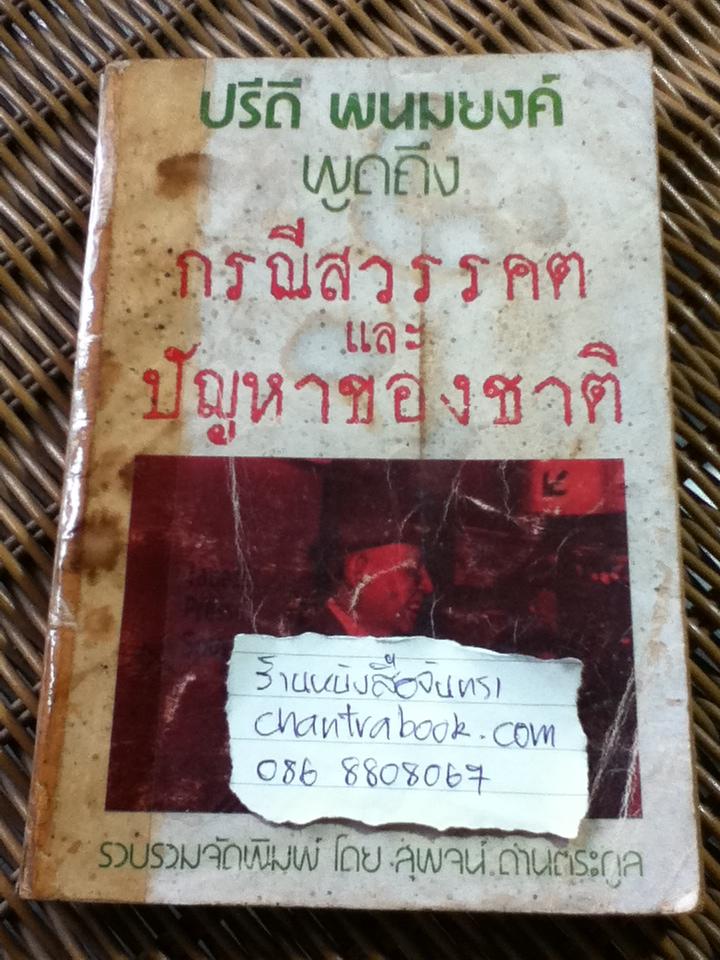 ปรีดี พนมยงค์
พูดถึง
กรณีสวรรคต
และ
ปัญหาของชาติ
ร้านหนังสือจันทรา
chantrabook.com
086 8808067
รวบรวมจัดพิมพ์ โดย สุพจน์ ด่านตระกูล